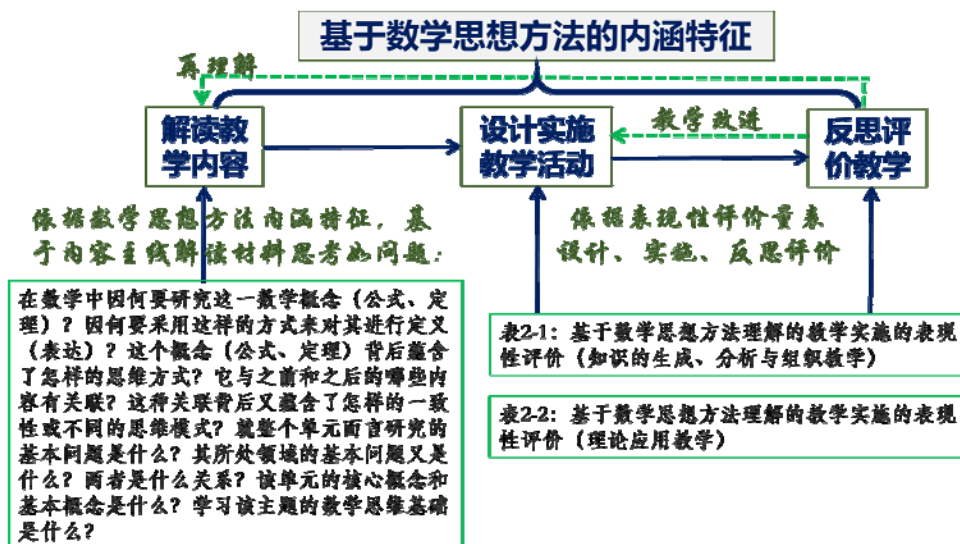 基于数学思想方法的内涵特征
再理解
教学改进
解读教
学内容
设计实施
教学活动
反思评
价教学
依据数学思想方法内涵特征，基
于内容主线解读材料思考如问题：
依据表现性评价量表
设计、实施、反思评价
在数学中因何要研究这一数学概念（公式、定
理）？因何要采用这样的方式来对其进行定义
（表达）？这个概念（公式、定理）背后蕴含
了怎样的思维方式？它与之前和之后的哪些内
容有关联？这种关联背后又蕴含了怎样的一致
性或不同的思维模式？就整个单元而言研究的
基本问题是什么？其所处领域的基本问题又是
什么？两者是什么关系？该单元的核心概念和
基本概念是什么？学习该主题的数学思维基础
是什么？
表2-1：基于数学思想方法理解的教学实施的表现
性评价（知识的生成、分析与组织教学）
表2-2：基于数学思想方法理解的教学实施的表现
性评价（理论应用教学）